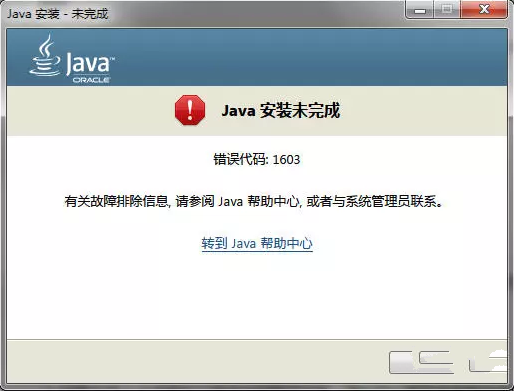 Java 安装 - 未完成
Java™
ORACLE
Java 安装未完成
错误代码: 1603
有关故障排除信息, 请参阅 Java 帮助中心, 或者与系统管理员联系。
转到 Java 帮助中心